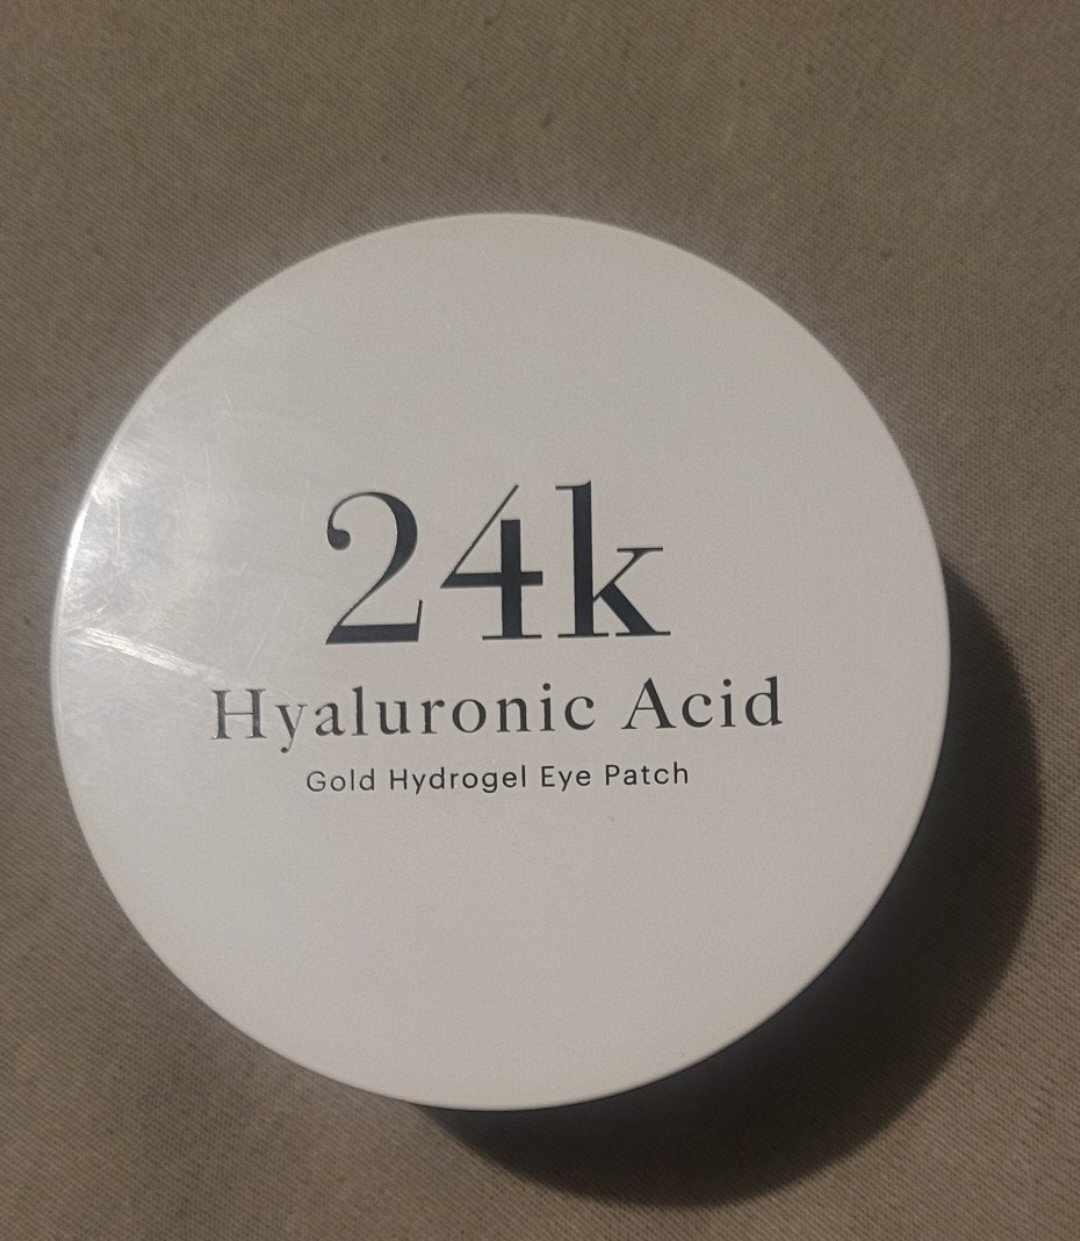 24k
Hyaluronic Acid
Gold Hydrogel Eye Patch